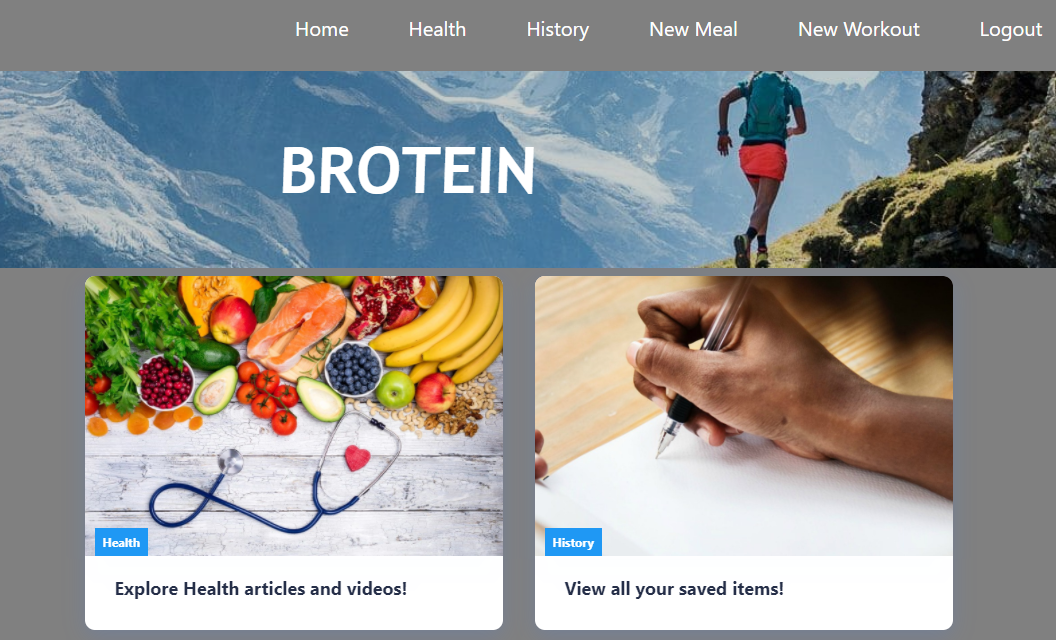 Home Health History New Meal New Workout Logout
BROTEIN
Health
History
Explore Health articles and videos!
View all your saved items!